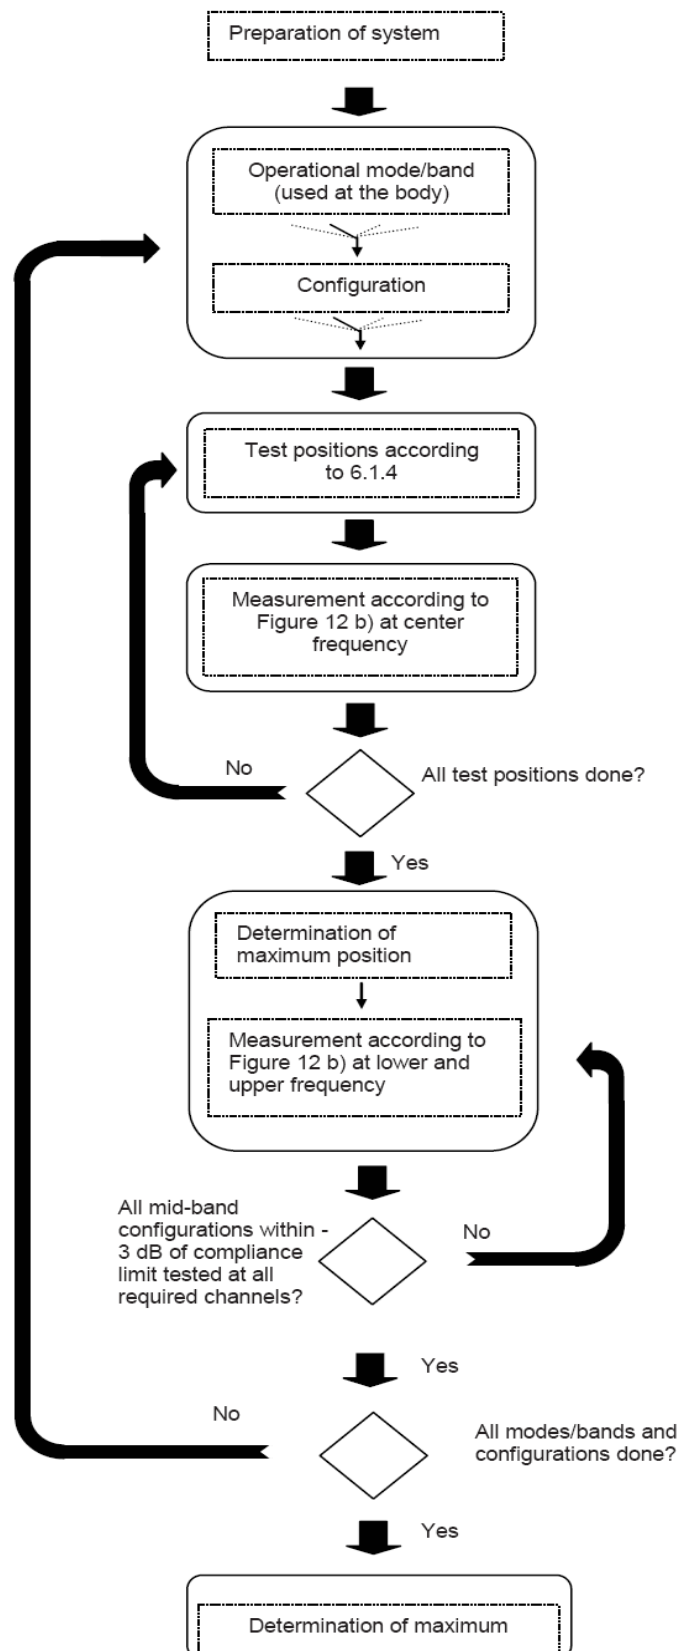 Preparation of system
Operational mode/band
(used at the body)
Configuration
Test positions according
to 6.1.4
Measurement according to
Figure 12 b) at center
frequency
No
All test positions done?
Yes
Determination of
maximum position
Measurement according to
Figure 12 b) at lower and
upper frequency
All mid-band
configurations within -
3 dB of compliance
limit tested at all
required channels?
No
Yes
No
All modes/bands and
configurations done?
Yes
Determination of maximum